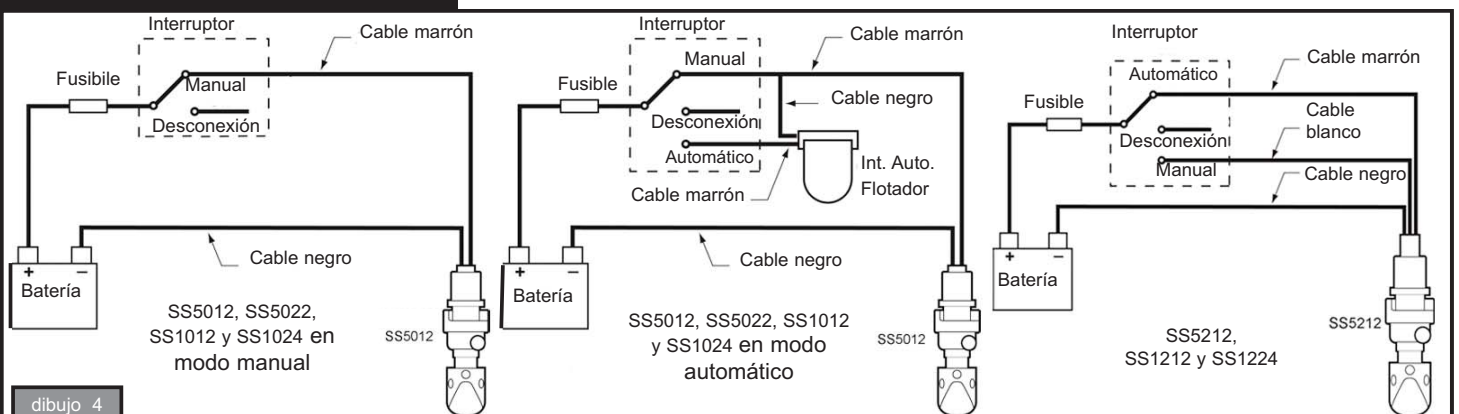 Interruptor
Cable marrón
Fusibile
Manual
Desconexión
Cable negro
+ −
Batería
SS5012, SS5022,
SS1012 y SS1024 en
modo manual
SS5012
Interruptor
Cable marrón
Manual
Fusible
Cable negro
Desconexión
Automático
Int. Auto.
Flotador
Cable marrón
Cable negro
+ −
Batería
SS5012, SS5022, SS1012
y SS1024 en modo
automático
SS5012
Interruptor
Cable marrón
Automático
Fusible
Cable
blanco
Desconexión
Manual
Cable negro
+ −
Batería
SS5212
SS5212,
SS1212 y SS1224
dibujo 4